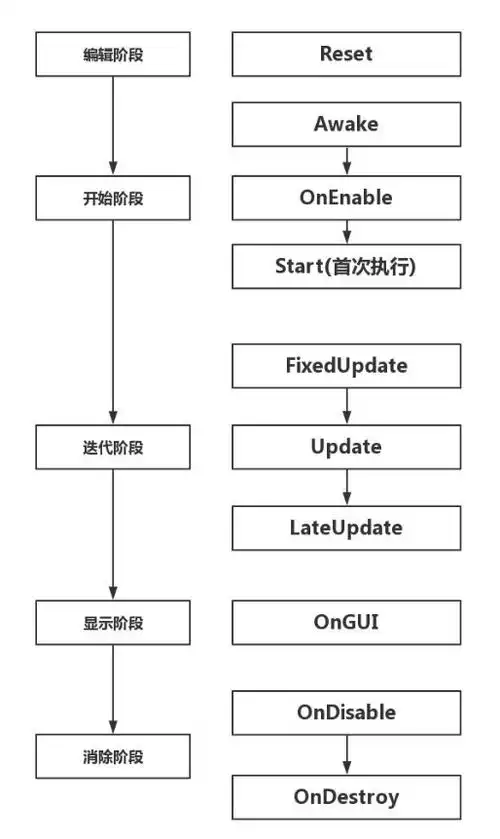 编辑阶段
Reset
Awake
开始阶段
OnEnable
Start(首次执行)
FixedUpdate
迭代阶段
Update
LateUpdate
显示阶段
OnGUI
OnDisable
消除阶段
OnDestroy